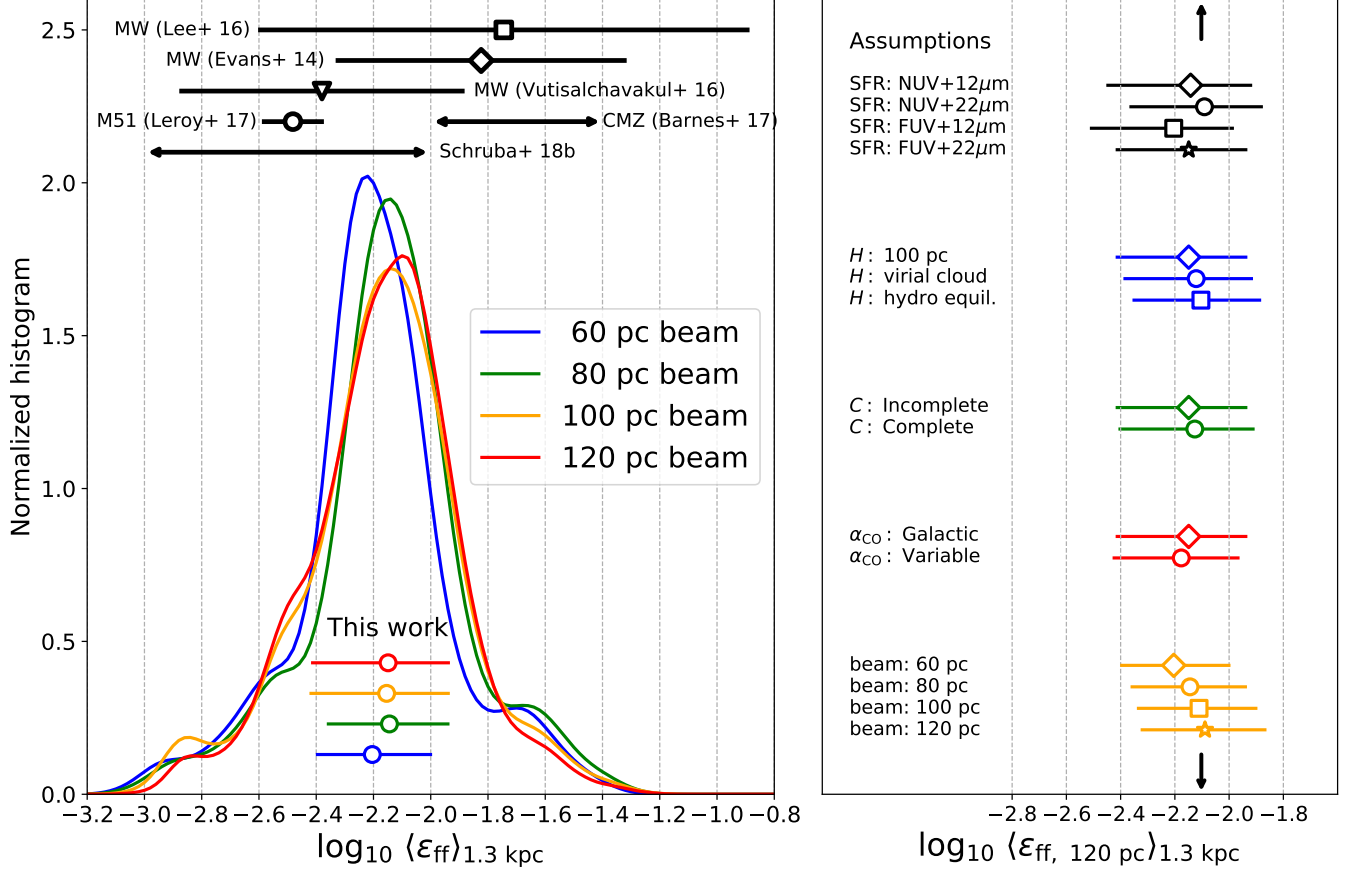 2.5
2.0
1.5
1.0
0.5
0.0
Normalized histogram
MW (Lee+ 16)
MW (Evans+ 14)
MW (Vutisalchavakul+ 16)
M51 (Leroy+ 17)
CMZ (Barnes+ 17)
Schruba+ 18b
60 pc beam
80 pc beam
100 pc beam
120 pc beam
This work
−3.2 −3.0 −2.8 −2.6 −2.4 −2.2 −2.0 −1.8 −1.6 −1.4 −1.2 −1.0 −0.8
log₁₀ ⟨εff⟩1.3 kpc
Assumptions
SFR: NUV+12μm
SFR: NUV+22μm
SFR: FUV+12μm
SFR: FUV+22μm
H: 100 pc
H: virial cloud
H: hydro equil.
C: Incomplete
C: Complete
αCO: Galactic
αCO: Variable
beam: 60 pc
beam: 80 pc
beam: 100 pc
beam: 120 pc
−2.8 −2.6 −2.4 −2.2 −2.0 −1.8
log₁₀ ⟨εff, 120 pc⟩1.3 kpc